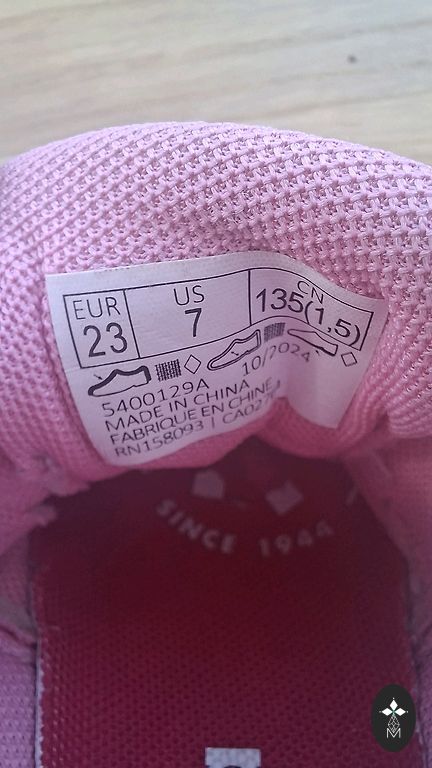 EUR US CN
23 7 135(1,5)
10/2024
5400129A
MADE IN CHINA
FABRIQUE EN CHINE
RN158093 |
SINCE 1944
M